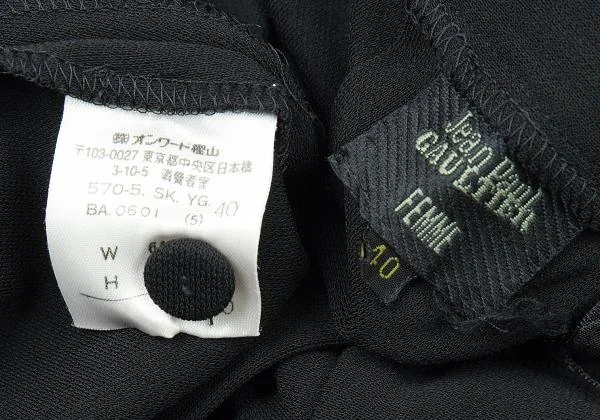 ㈱オンワード樫山
〒103-0027 東京都中央区日本橋
3-10-5 消費者室
570-5. SK. YG.
BA. 0601 (5) 40
W
H
Jean Paul
GAULTIER
FEMME
40